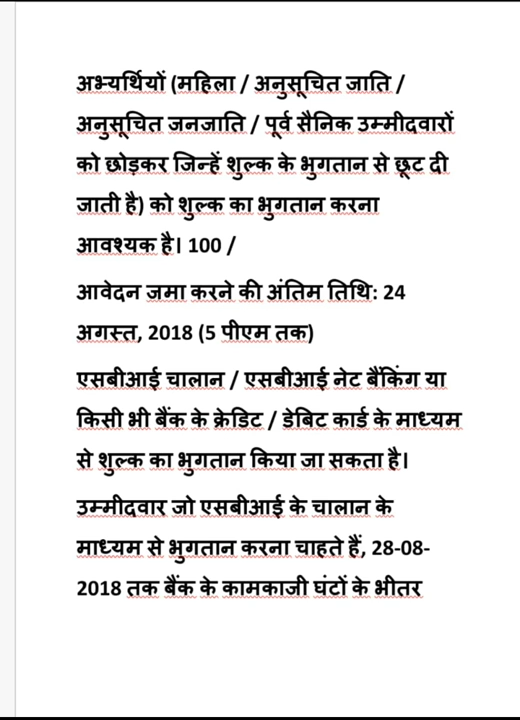 अभ्यर्थियों (महिला / अनुसूचित जाति /
अनुसूचित जनजाति / पूर्व सैनिक उम्मीदवारों
को छोड़कर जिन्हें शुल्क के भुगतान से छूट दी
जाती है) को शुल्क का भुगतान करना
आवश्यक है। 100 /
आवेदन जमा करने की अंतिम तिथि: 24
अगस्त, 2018 (5 पीएम तक)
एसबीआई चालान / एसबीआई नेट बैंकिंग या
किसी भी बैंक के क्रेडिट / डेबिट कार्ड के माध्यम
से शुल्क का भुगतान किया जा सकता है।
उम्मीदवार जो एसबीआई के चालान के
माध्यम से भुगतान करना चाहते हैं, 28-08-
2018 तक बैंक के कामकाजी घंटों के भीतर